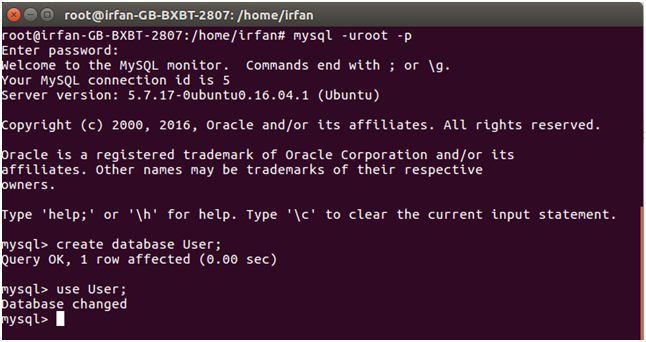 root@irfan-GB-BXBT-2807: /home/irfan
root@irfan-GB-BXBT-2807:/home/irfan# mysql -uroot -p
Enter password:
Welcome to the MySQL monitor.  Commands end with ; or \g.
Your MySQL connection id is 5
Server version: 5.7.17-0ubuntu0.16.04.1 (Ubuntu)
Copyright (c) 2000, 2016, Oracle and/or its affiliates. All rights reserved.
Oracle is a registered trademark of Oracle Corporation and/or its
affiliates. Other names may be trademarks of their respective
owners.
Type 'help;' or '\h' for help. Type '\c' to clear the current input statement.
mysql> create database User;
Query OK, 1 row affected (0.00 sec)
mysql> use User;
Database changed
mysql>